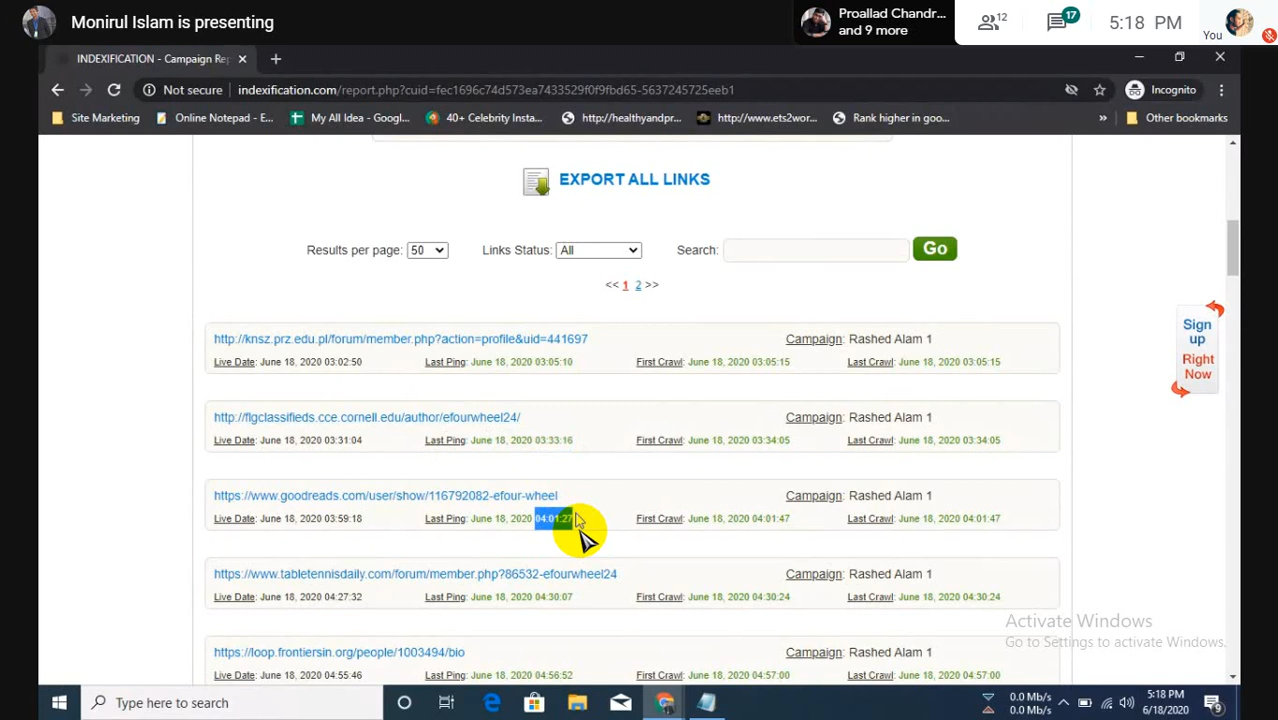 Monirul Islam is presenting
Proallad Chandr...
and 9 more
12
17
5:18 PM
You
INDEXIFICATION - Campaign Rep
Not secure
indexification.com/report.php?cuid=fec1696c74d573ea7433529f0f9fbd65-5637245725eeb1
Incognito
Site Marketing
Online Notepad - E...
My All Idea - Googl...
40+ Celebrity Insta...
http://healthyandpr...
http://www.ets2wor...
Rank higher in goo...
»
Other bookmarks
EXPORT ALL LINKS
Results per page: 50
Links Status: All
Search:
Go
<< 1 2 >>
http://knsz.prz.edu.pl/forum/member.php?action=profile&uid=441697
Campaign: Rashed Alam 1
Live Date: June 18, 2020 03:02:50
Last Ping: June 18, 2020 03:05:10
First Crawl: June 18, 2020 03:05:15
Last Crawl: June 18, 2020 03:05:15
Sign
up
Right
Now
http://flgclassifieds.cce.cornell.edu/author/efourwheel24/
Campaign: Rashed Alam 1
Live Date: June 18, 2020 03:31:04
Last Ping: June 18, 2020 03:33:16
First Crawl: June 18, 2020 03:34:05
Last Crawl: June 18, 2020 03:34:05
https://www.goodreads.com/user/show/116792082-efour-wheel
Campaign: Rashed Alam 1
Live Date: June 18, 2020 03:59:18
Last Ping: June 18, 2020 04:01:27
First Crawl: June 18, 2020 04:01:47
Last Crawl: June 18, 2020 04:01:47
https://www.tabletennisdaily.com/forum/member.php?86532-efourwheel24
Campaign: Rashed Alam 1
Live Date: June 18, 2020 04:27:32
Last Ping: June 18, 2020 04:30:07
First Crawl: June 18, 2020 04:30:24
Last Crawl: June 18, 2020 04:30:24
Activate Windows
Go to Settings to activate Windows.
https://loop.frontiersin.org/people/1003494/bio
Campaign: Rashed Alam 1
Live Date: June 18, 2020 04:55:46
Last Ping: June 18, 2020 04:56:52
First Crawl: June 18, 2020 04:57:00
Last Crawl: June 18, 2020 04:57:00
Type here to search
0.0 Mb/s
0.0 Mb/s
5:18 PM
6/18/2020
9